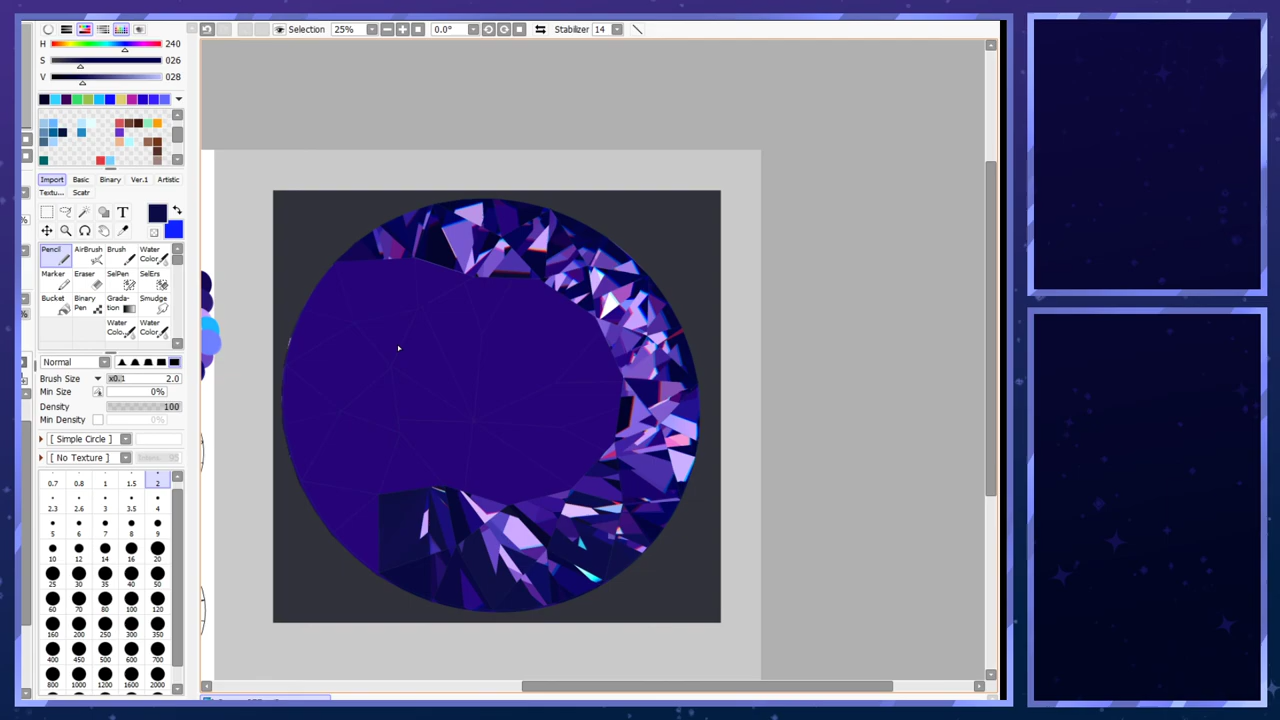 Selection 25% 0.0° Stabilizer 14
H 240
S 026
V 028
Import Basic Binary Ver.1 Artistic
Textu... Scatr
T
Pencil AirBrush Brush Water Color
Marker Eraser SelPen SelErs
Bucket Binary Pen Grada-tion Smudge
Water Colo... Water Color
Normal
Brush Size x0.1 2.0
Min Size 0%
Density 100
Min Density 0%
[ Simple Circle ]
[ No Texture ]
0.7 0.8 1 1.5 2
2.3 2.6 3 3.5 4
5 6 7 8 9
10 12 14 16 20
25 30 35 40 50
60 70 80 100 120
160 200 250 300 350
400 450 500 600 700
800 1000 1200 1600 2000